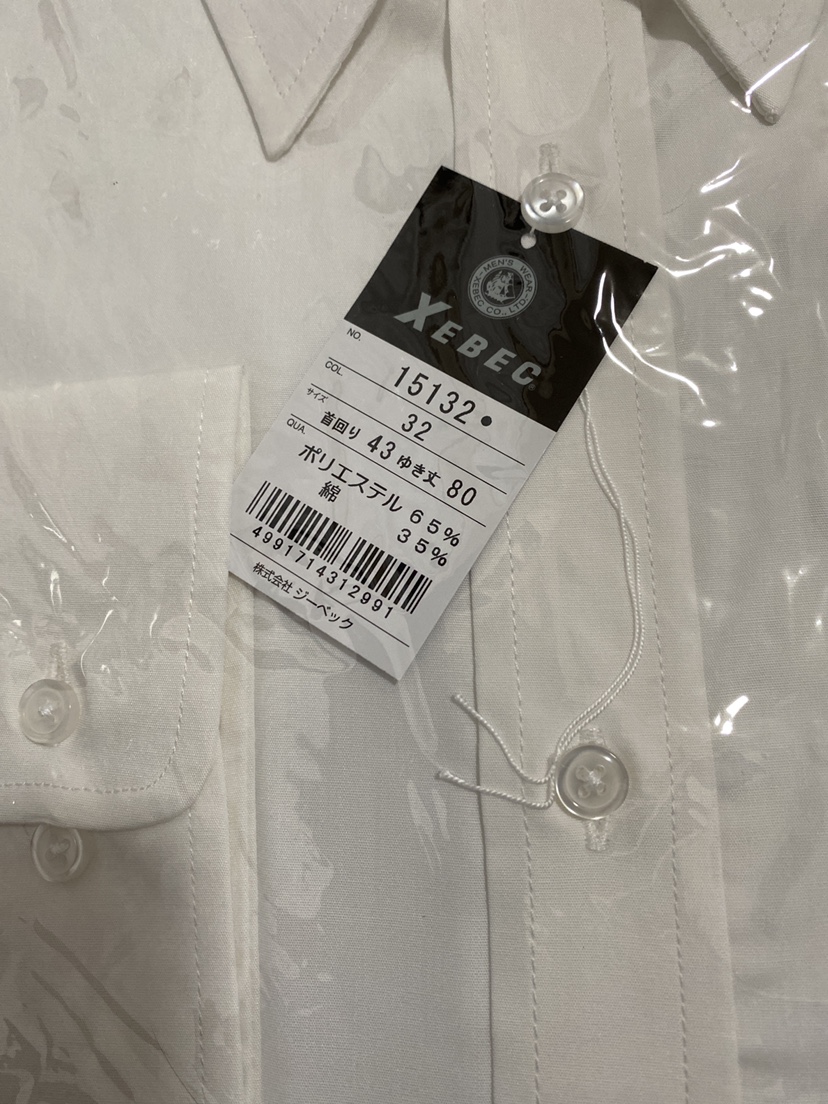 MEN'S WEAR
XEBEC CO., LTD.
XEBEC
NO. 15132●
COL. 32
サイズ 首回り 43 ゆき丈 80
QUA. ポリエステル 65%
綿 35%
4991714312991
株式会社 ジーベック